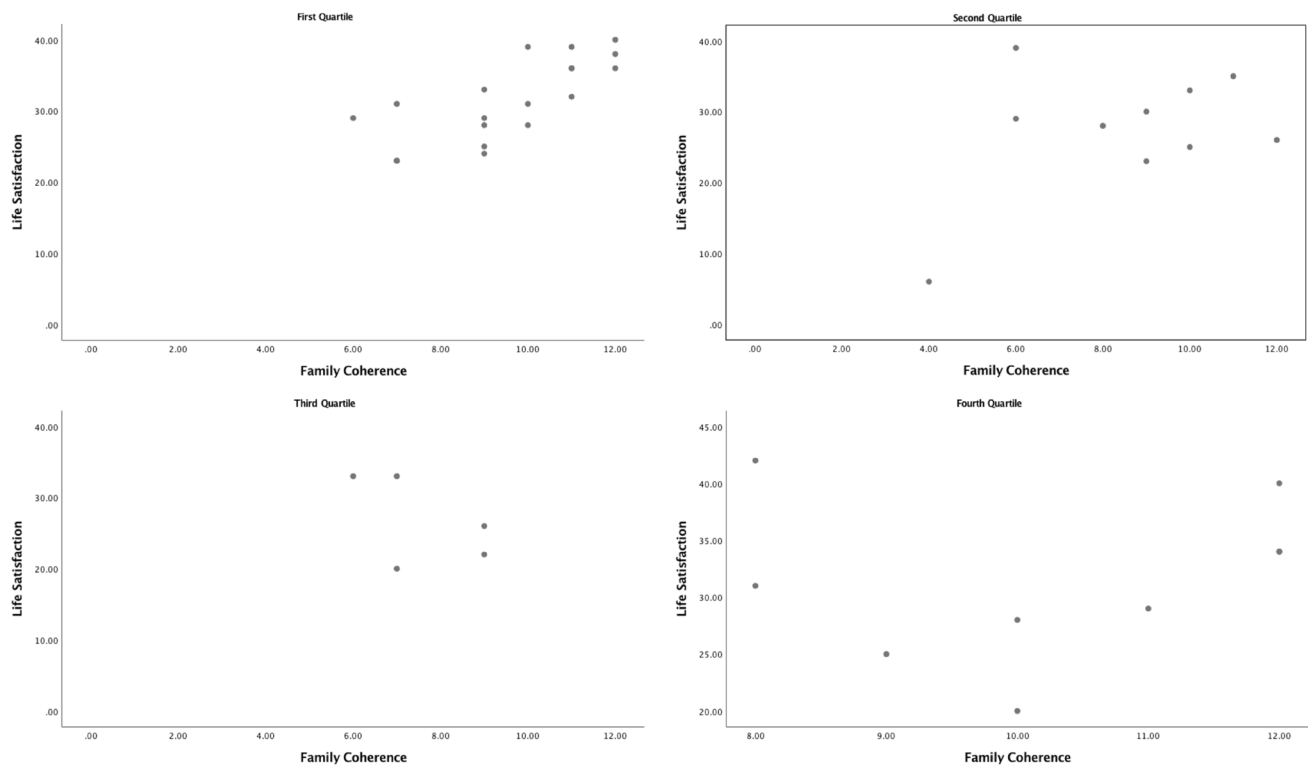 First Quartile
40.00
30.00
20.00
10.00
.00
Life Satisfaction
.00 2.00 4.00 6.00 8.00 10.00 12.00
Family Coherence
Second Quartile
40.00
30.00
20.00
10.00
.00
Life Satisfaction
.00 2.00 4.00 6.00 8.00 10.00 12.00
Family Coherence
Third Quartile
40.00
30.00
20.00
10.00
.00
Life Satisfaction
.00 2.00 4.00 6.00 8.00 10.00 12.00
Family Coherence
Fourth Quartile
45.00
40.00
35.00
30.00
25.00
20.00
Life Satisfaction
8.00 9.00 10.00 11.00 12.00
Family Coherence